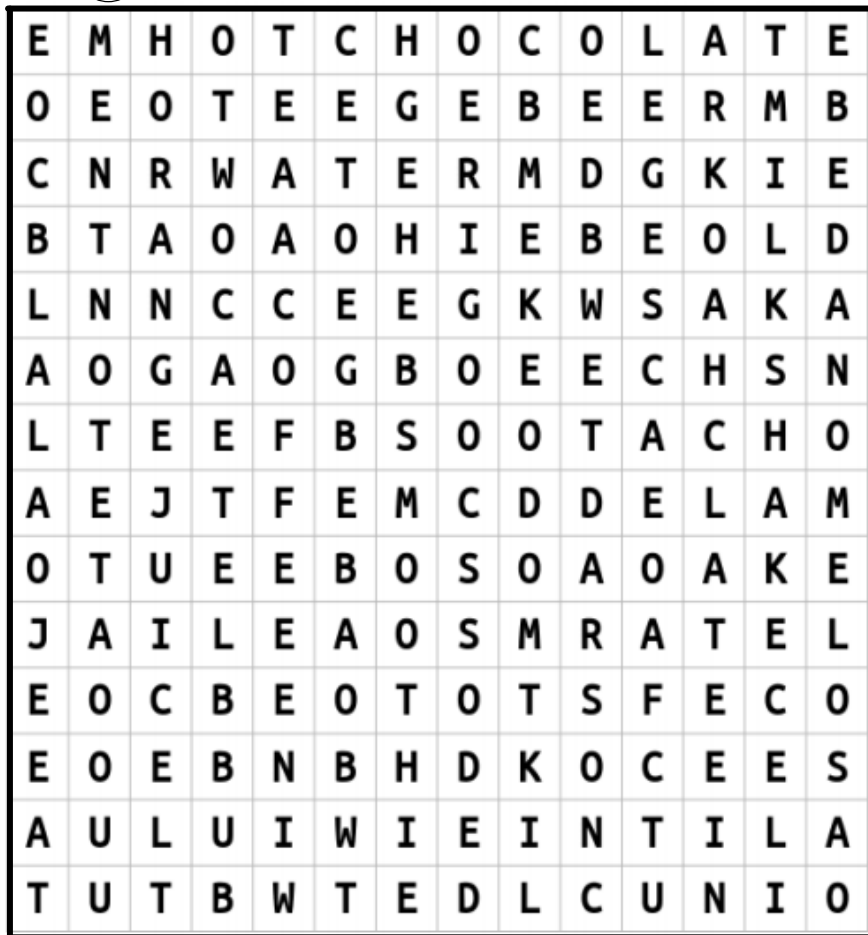 E M H O T C H O C O L A T E
O E O T E E G E B E E R M B
C N R W A T E R M D G K I E
B T A O A O H I E B E O L D
L N N C C E E G K W S A K A
A O G A O G B O E E C H S N
L T E E F B S O O T A C H O
A E J T F E M C D D E L A M
O T U E E B O S O A O A K E
J A I L E A O S M R A T E L
E O C B E O T O T S F E C O
E O E B N B H D K O C E E S
A U L U I W I E I N T I L A
T U T B W T E D L C U N I O